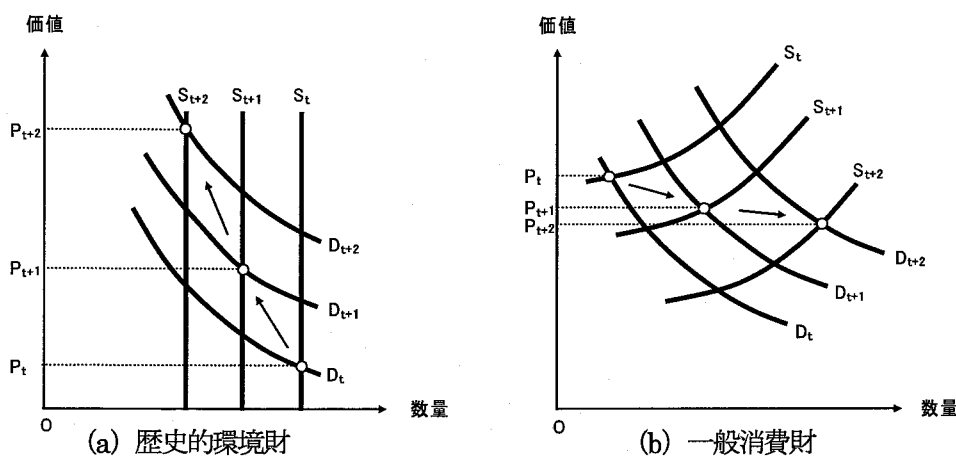 価値
S_{t+2} S_{t+1} S_t
P_{t+2}
P_{t+1}
P_t
D_{t+2}
D_{t+1}
D_t
0
数量
(a) 歴史的環境財
価値
S_t
S_{t+1}
S_{t+2}
P_t
P_{t+1}
P_{t+2}
D_{t+2}
D_{t+1}
D_t
0
数量
(b) 一般消費財